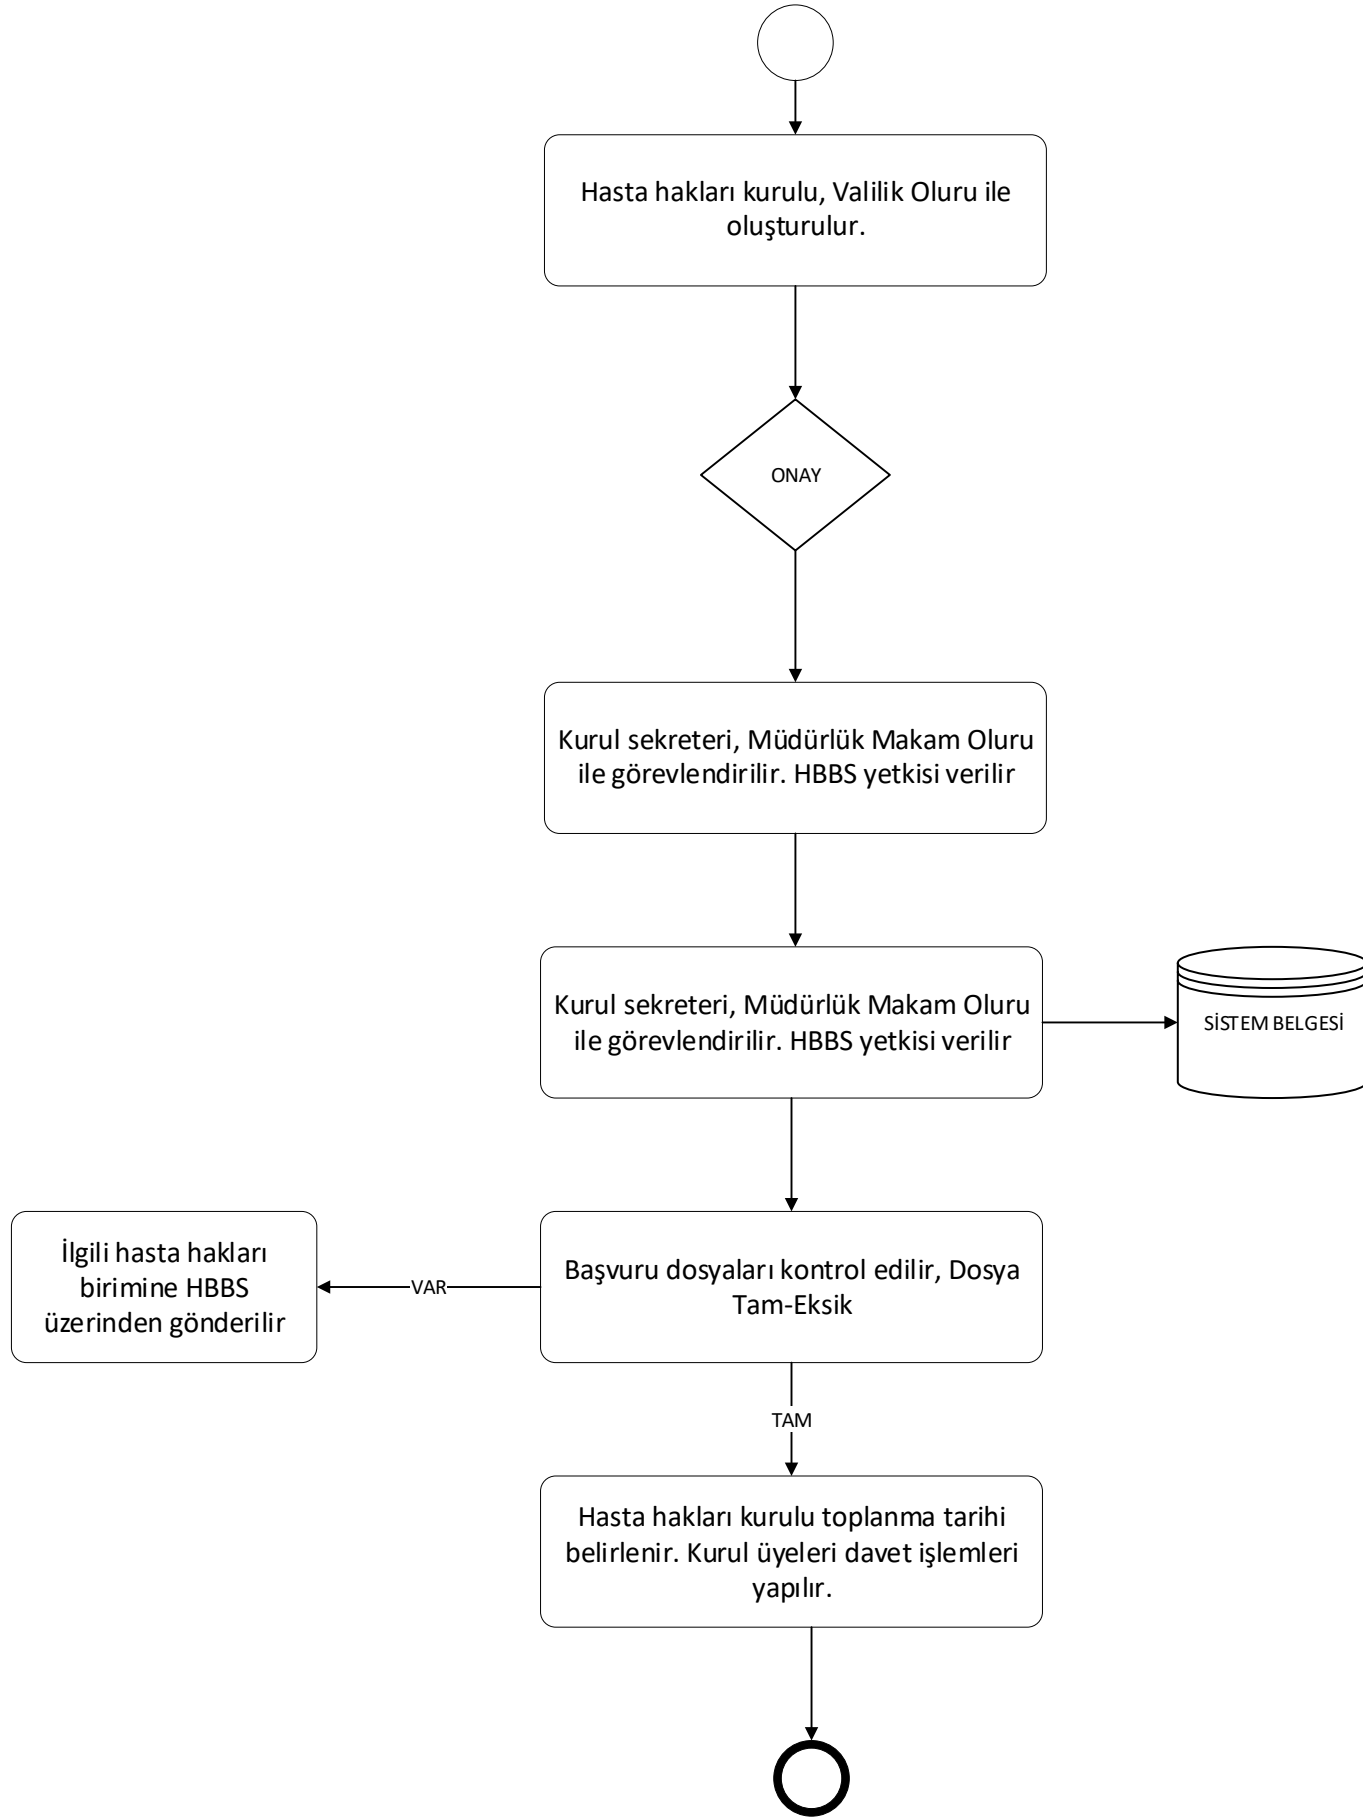 Hasta hakları kurulu, Valilik Oluru ile
oluşturulur.
ONAY
Kurul sekreteri, Müdürlük Makam Oluru
ile görevlendirilir. HBBS yetkisi verilir
Kurul sekreteri, Müdürlük Makam Oluru
ile görevlendirilir. HBBS yetkisi verilir
SİSTEM BELGESİ
İlgili hasta hakları
birimine HBBS
üzerinden gönderilir
VAR
Başvuru dosyaları kontrol edilir, Dosya
Tam-Eksik
TAM
Hasta hakları kurulu toplanma tarihi
belirlenir. Kurul üyeleri davet işlemleri
yapılır.